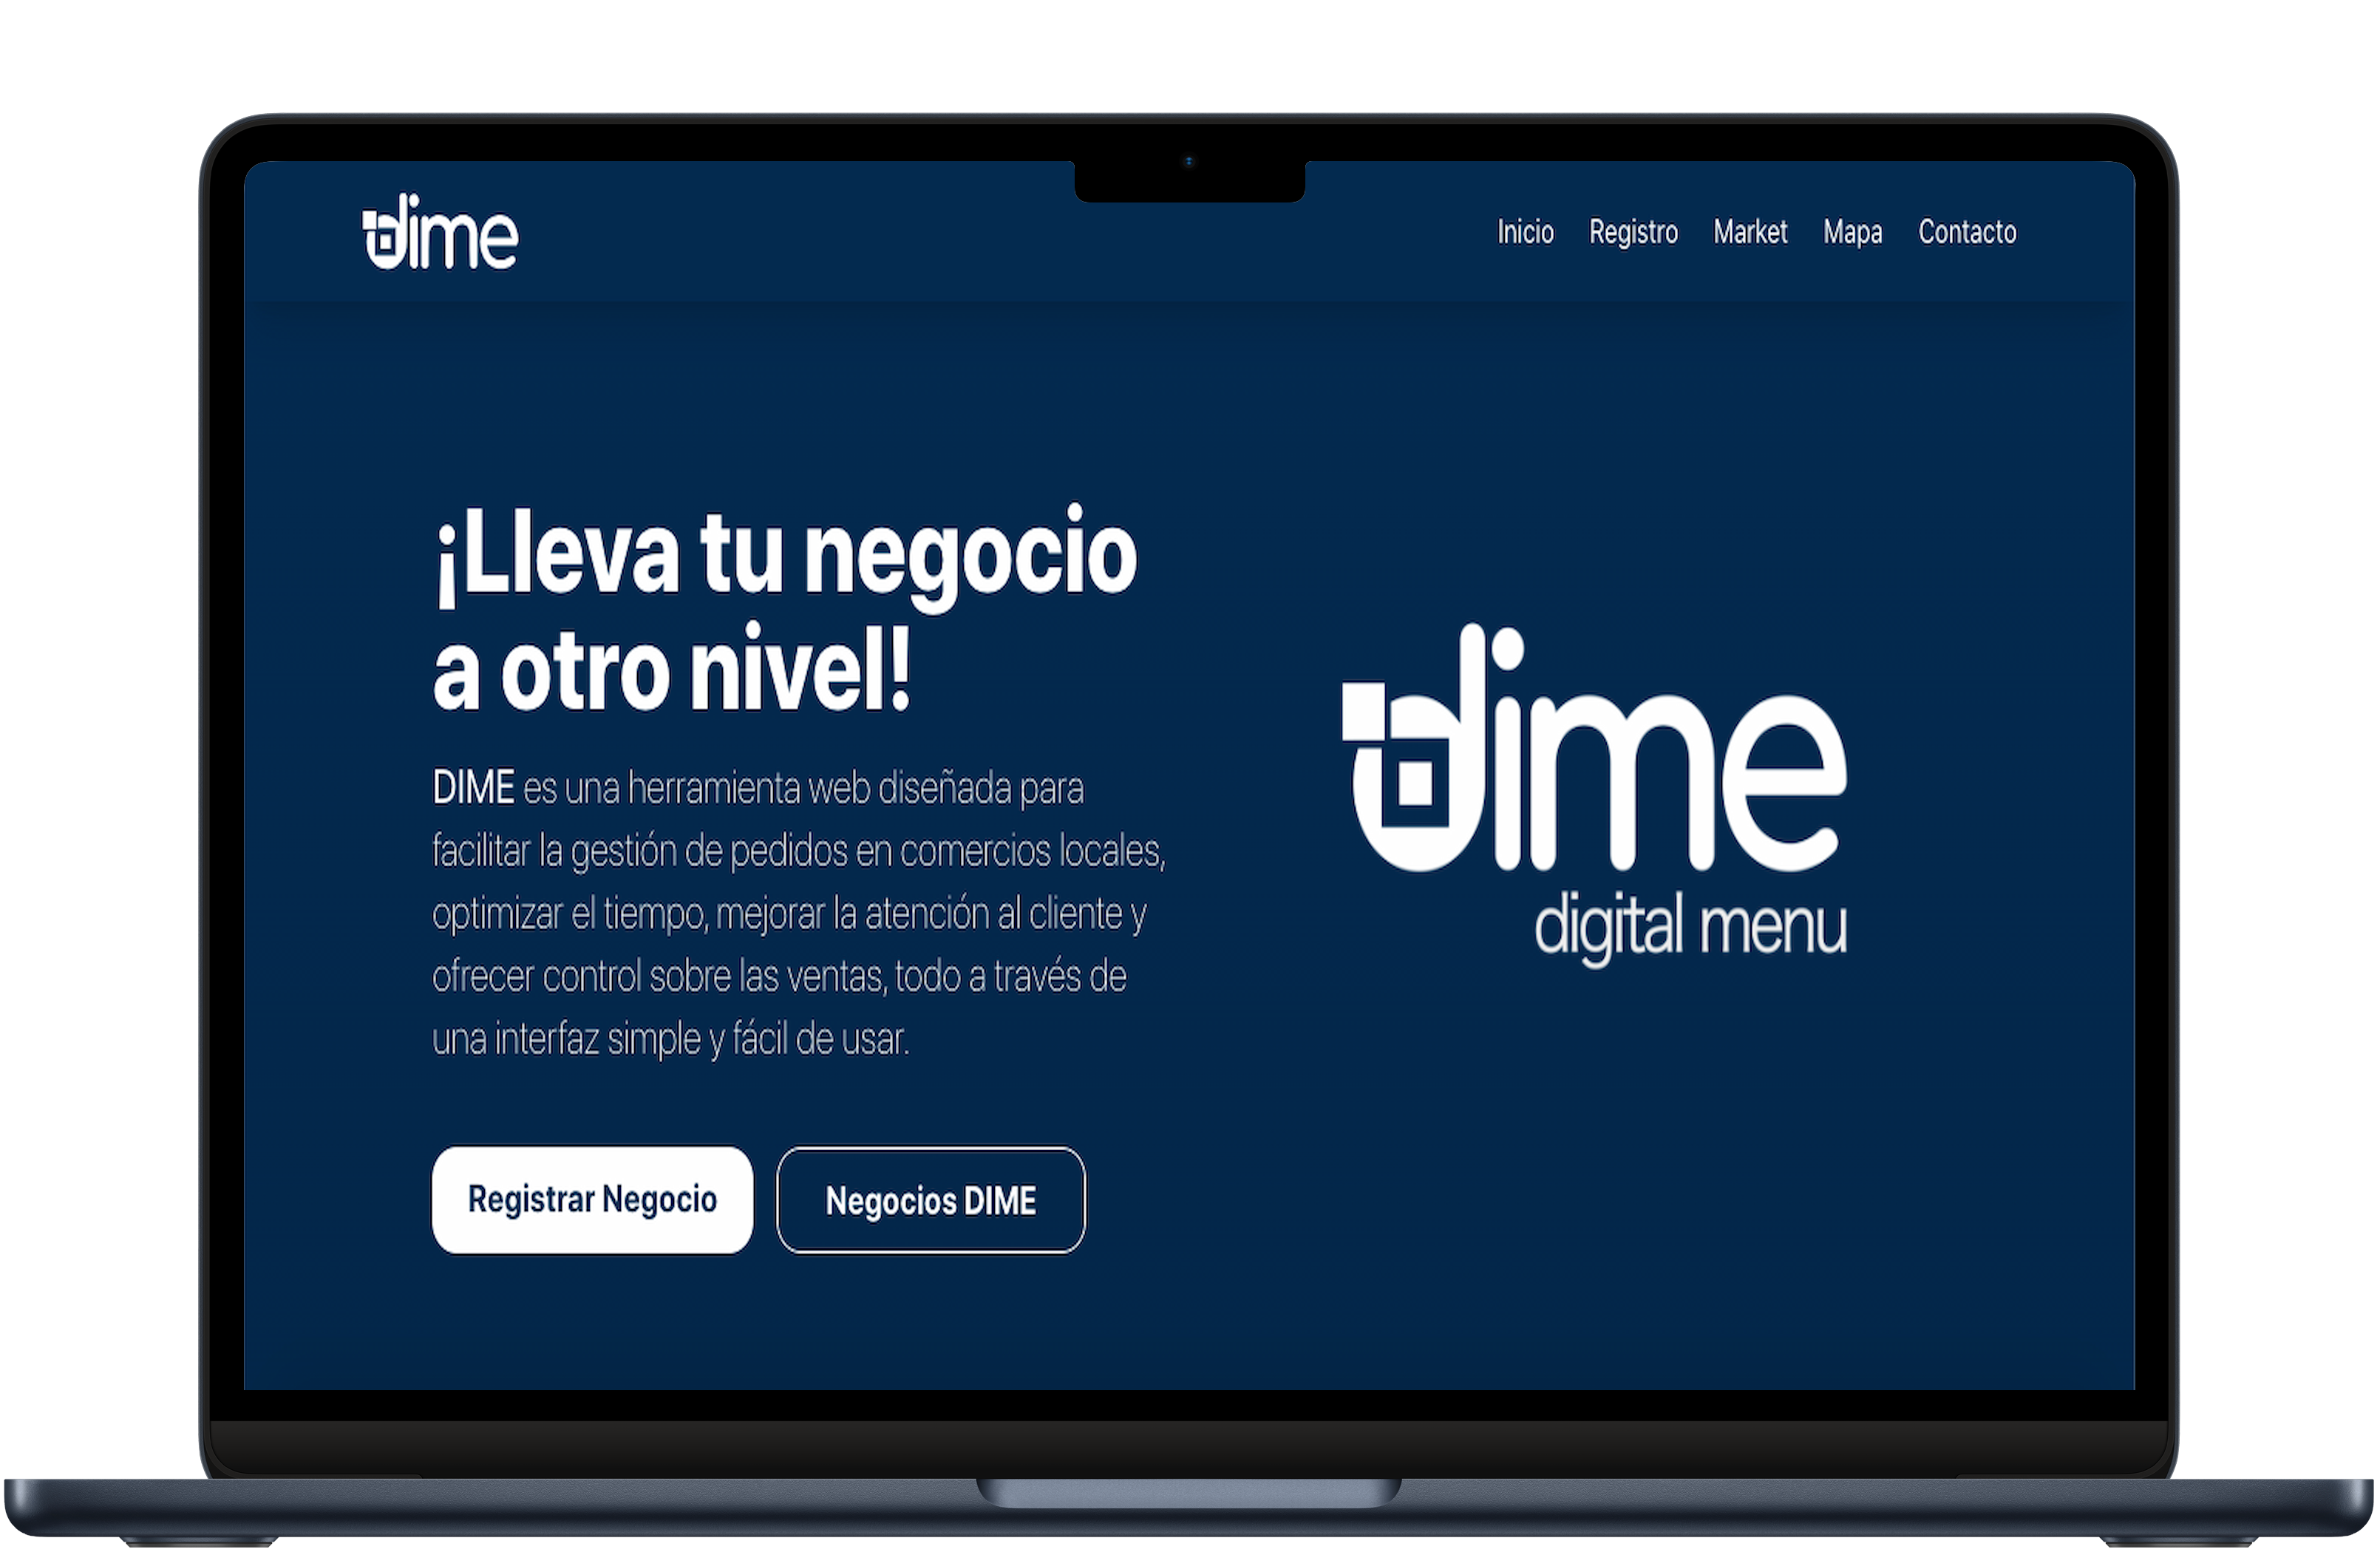 dime
Inicio Registro Market Mapa Contacto
¡Lleva tu negocio
a otro nivel!
DIME es una herramienta web diseñada para
facilitar la gestión de pedidos en comercios locales,
optimizar el tiempo, mejorar la atención al cliente y
ofrecer control sobre las ventas, todo a través de
una interfaz simple y fácil de usar.
Registrar Negocio
Negocios DIME
dime
digital menu